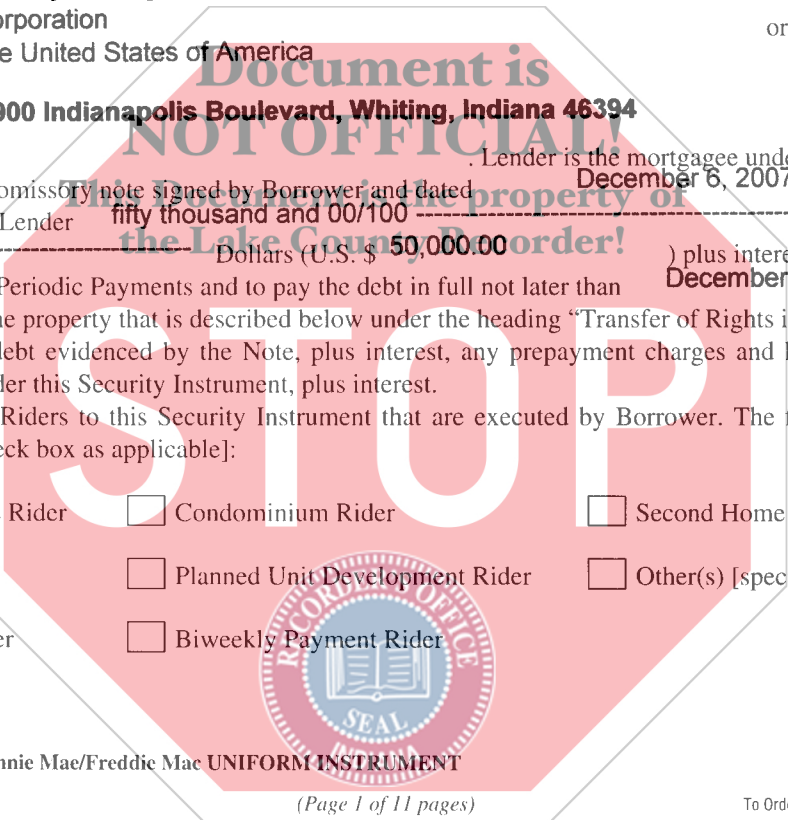 orporation
or
e United States of America
Document is
900 Indianapolis Boulevard, Whiting, Indiana 46394
NOT OFFICIAL!
. Lender is the mortgagee unde
omissory note signed by Borrower and dated December 6, 2007
This Document is the property of
Lender fifty thousand and 00/100 ------------------------------------------------
-------------------------- Dollars (U.S. $ 50,000.00 ) plus intere
the Lake County Recorder!
Periodic Payments and to pay the debt in full not later than December
ne property that is described below under the heading “Transfer of Rights i
debt evidenced by the Note, plus interest, any prepayment charges and l
der this Security Instrument, plus interest.
Riders to this Security Instrument that are executed by Borrower. The f
eck box as applicable]:
STOP
Rider Condominium Rider Second Home
Planned Unit Development Rider Other(s) [spec
er Biweekly Payment Rider
RECORDER'S OFFICE
SEAL
INDIANA
nnie Mae/Freddie Mac UNIFORM INSTRUMENT
(Page 1 of 11 pages)
To Orde